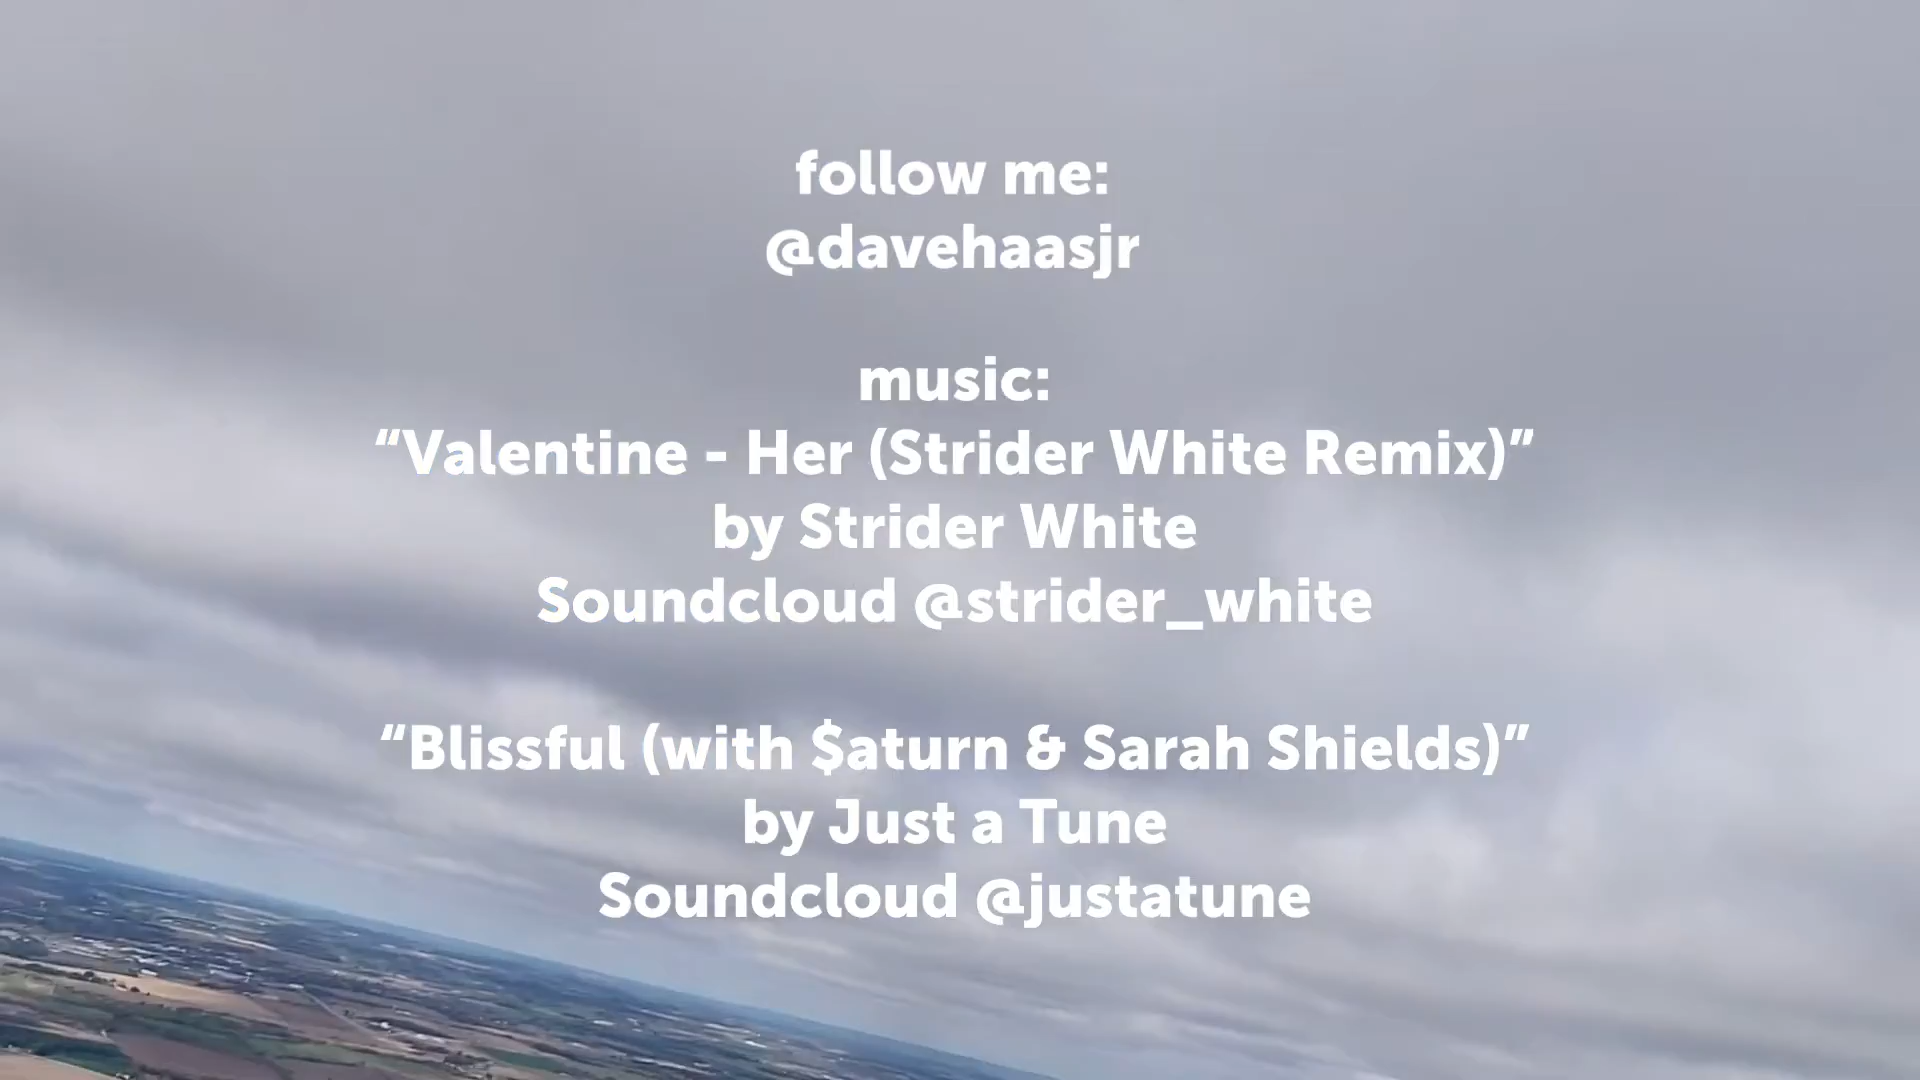 follow me:
@davehaasjr
music:
“Valentine - Her (Strider White Remix)”
by Strider White
Soundcloud @strider_white
“Blissful (with $aturn & Sarah Shields)”
by Just a Tune
Soundcloud @justatune